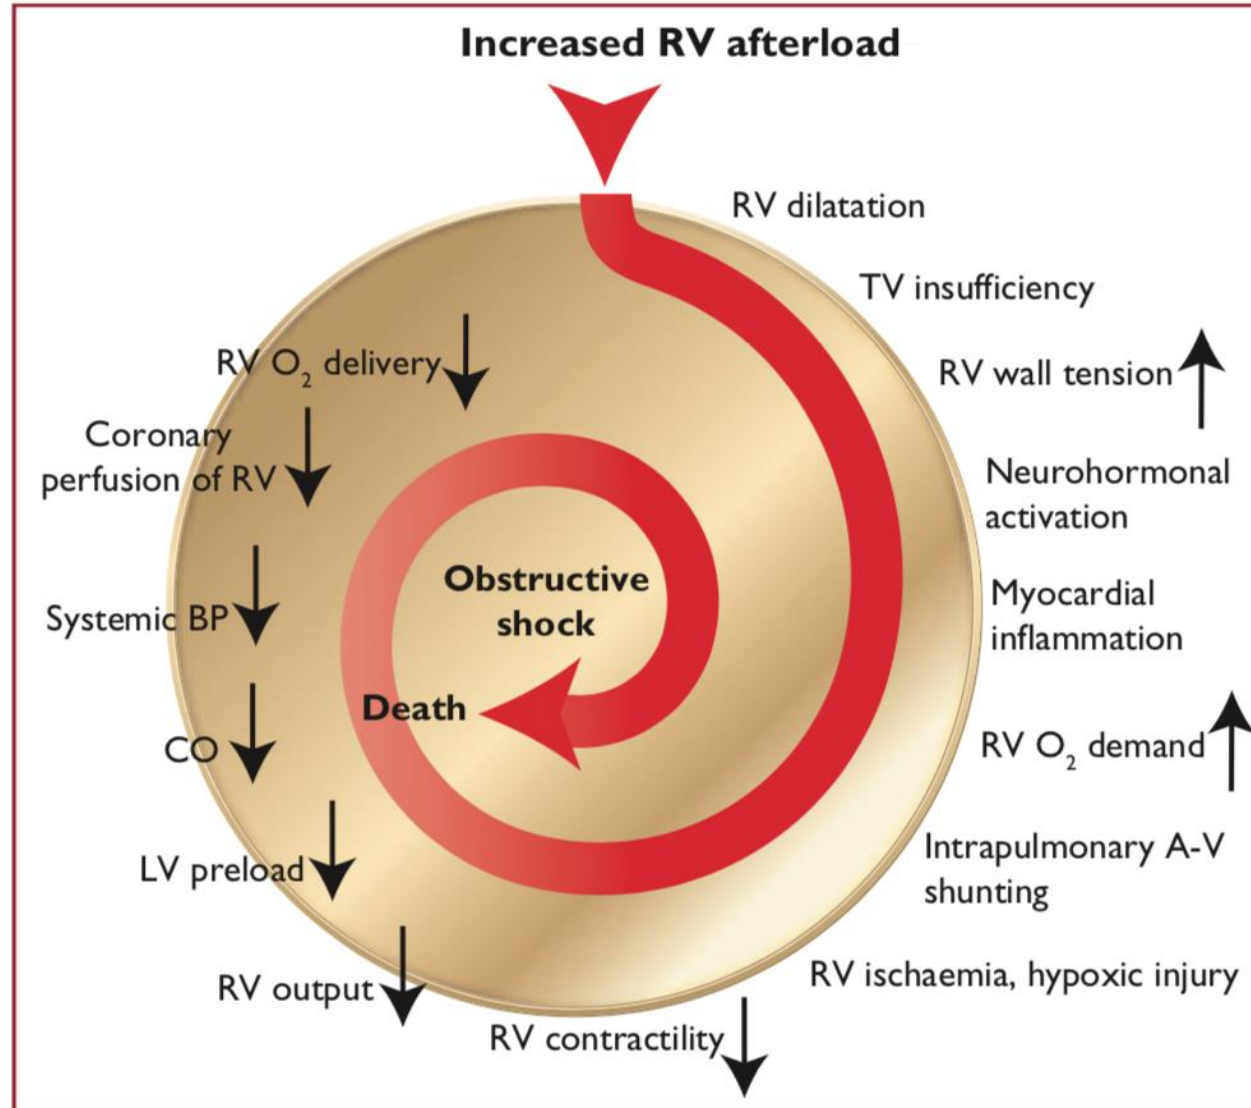 Increased RV afterload
RV dilatation
TV insufficiency
RV wall tension
Neurohormonal
activation
Myocardial
inflammation
RV O₂ demand
Intrapulmonary A-V
shunting
RV ischaemia, hypoxic injury
RV contractility
RV output
LV preload
CO
Systemic BP
Coronary
perfusion of RV
RV O₂ delivery
Obstructive
shock
Death